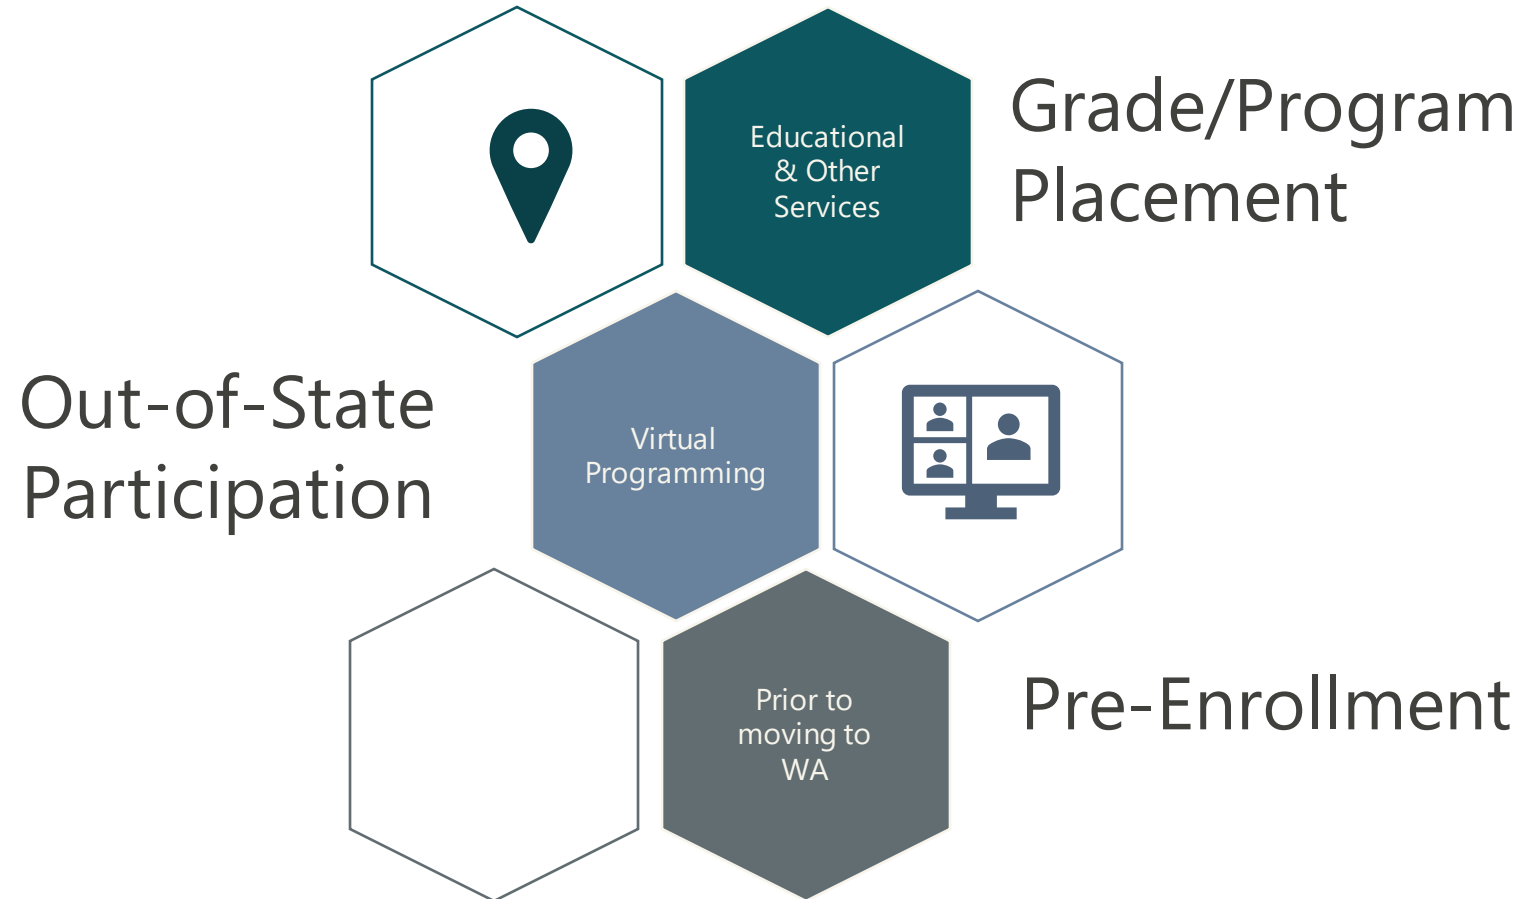 Educational
& Other
Services
Grade/Program
Placement
Out-of-State
Participation
Virtual
Programming
Prior to
moving to
WA
Pre-Enrollment